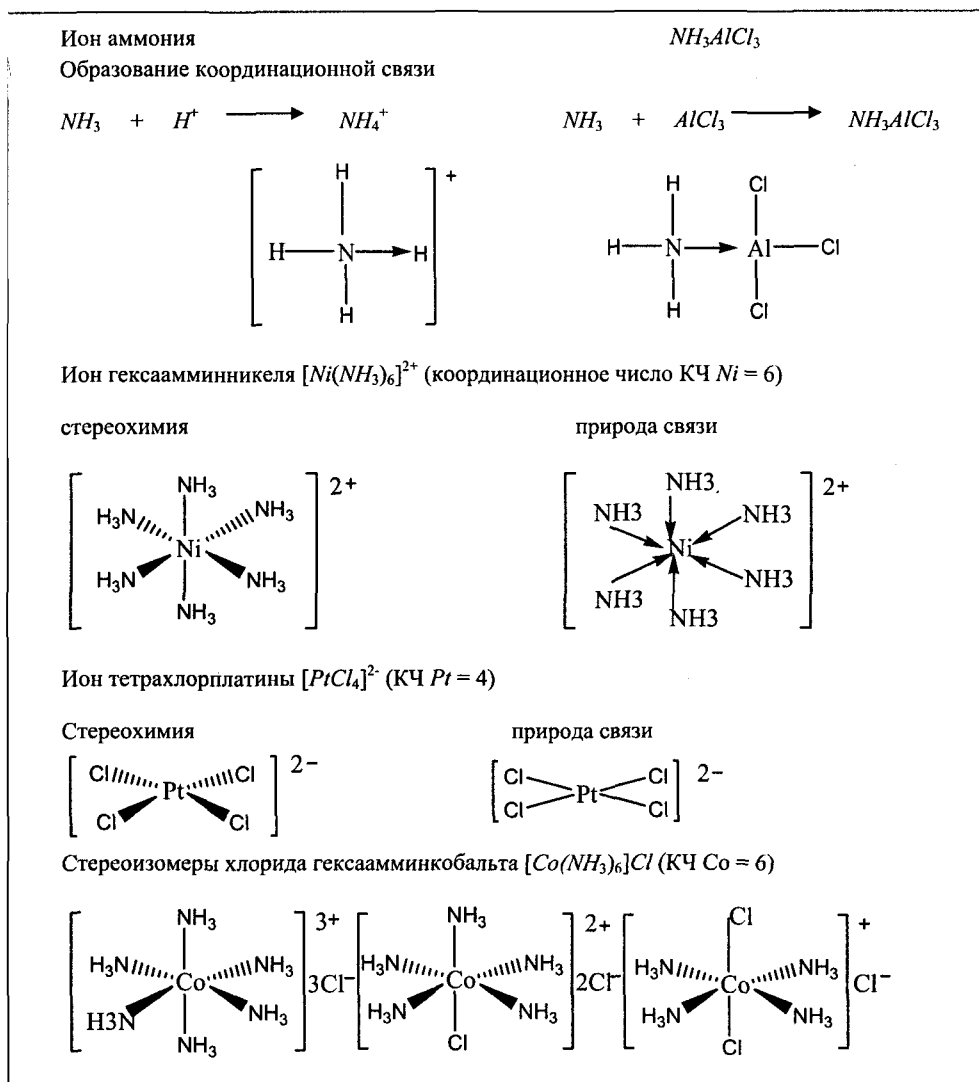 Ион аммония NH₃AlCl₃
Образование координационной связи
NH₃ + H⁺ → NH₄⁺ NH₃ + AlCl₃ → NH₃AlCl₃
H + H Cl
H N H H N Al Cl
H H Cl
Ион гексаамминникеля [Ni(NH₃)₆]²⁺ (координационное число КЧ Ni = 6)
стереохимия природа связи
NH₃ 2+ NH3 2+
H₃N NH₃ NH3 NH3
Ni Ni
H₃N NH₃ NH3 NH3
NH₃ NH3
Ион тетрахлорплатины [PtCl₄]²⁻ (КЧ Pt = 4)
Стереохимия природа связи
Cl Cl 2− Cl Cl 2−
Pt Pt
Cl Cl Cl Cl
Стереоизомеры хлорида гексаамминкобальта [Co(NH₃)₆]Cl (КЧ Co = 6)
NH₃ 3+ NH₃ 2+ Cl +
H₃N NH₃ H₃N NH₃ H₃N NH₃
Co 3Cl⁻ Co 2Cl⁻ Co Cl⁻
H3N NH₃ H₃N NH₃ H₃N NH₃
NH₃ Cl Cl